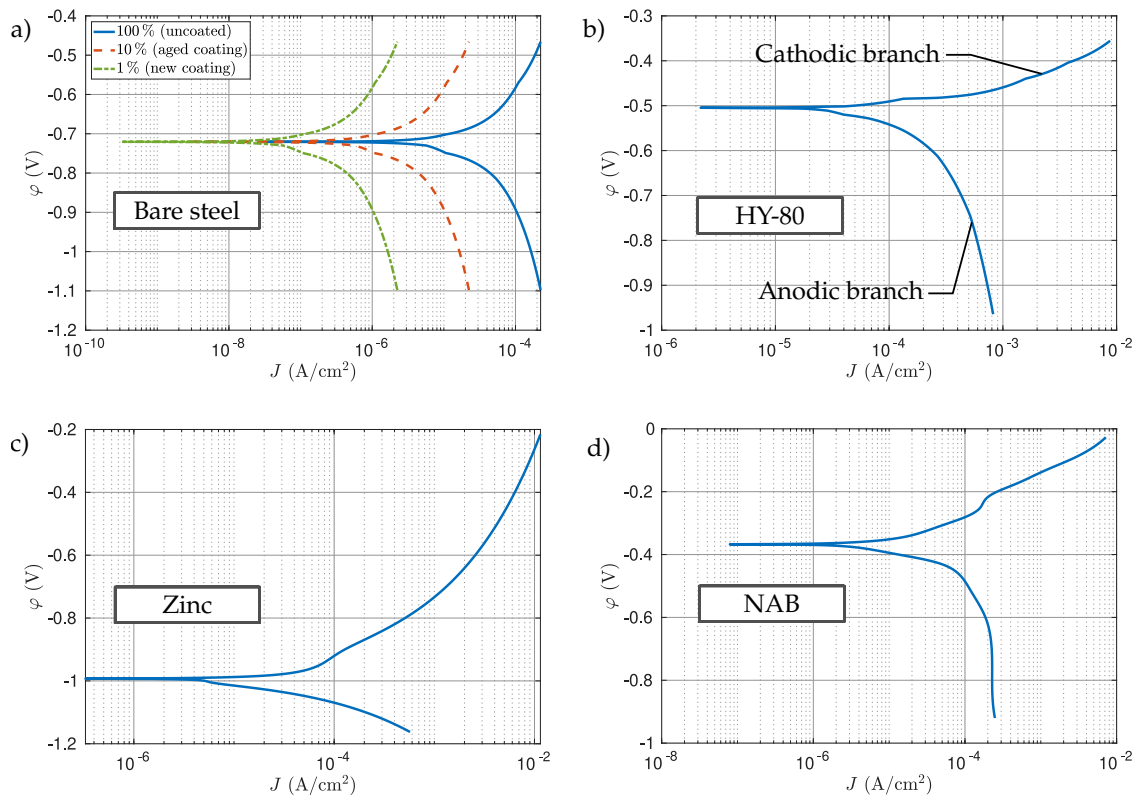 a)
100 % (uncoated)
10 % (aged coating)
1 % (new coating)
-0.4
-0.5
-0.6
-0.7
-0.8
-0.9
-1
-1.1
-1.2
φ (V)
Bare steel
10⁻¹⁰
10⁻⁸
10⁻⁶
10⁻⁴
J (A/cm²)
b)
Cathodic branch
-0.3
-0.4
-0.5
-0.6
-0.7
-0.8
-0.9
-1
φ (V)
HY-80
Anodic branch
10⁻⁶
10⁻⁵
10⁻⁴
10⁻³
10⁻²
J (A/cm²)
c)
-0.2
-0.4
-0.6
-0.8
-1
-1.2
φ (V)
Zinc
10⁻⁶
10⁻⁴
10⁻²
J (A/cm²)
d)
0
-0.2
-0.4
-0.6
-0.8
-1
φ (V)
NAB
10⁻⁸
10⁻⁶
10⁻⁴
10⁻²
J (A/cm²)